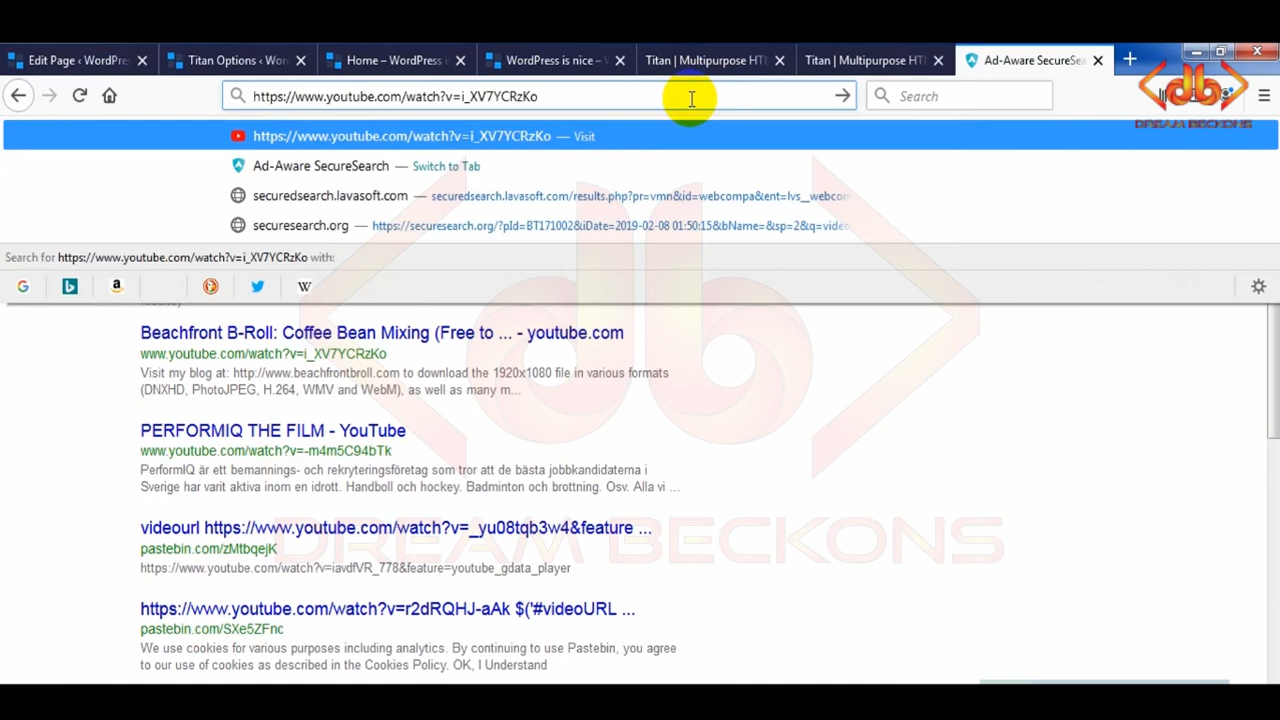 Edit Page ‹ WordPre
Titan Options ‹ Wor
Home – WordPress i
WordPress is nice – W
Titan | Multipurpose HTI
Titan | Multipurpose HTI
Ad-Aware SecureSea
https://www.youtube.com/watch?v=i_XV7YCRzKo
Search
DREAM BECKONS
https://www.youtube.com/watch?v=i_XV7YCRzKo — Visit
Ad-Aware SecureSearch — Switch to Tab
securedsearch.lavasoft.com — securedsearch.lavasoft.com/results.php?pr=vmn&id=webcompa&ent=lvs_webcom
securesearch.org — https://securesearch.org/?pId=BT171002&iDate=2019-02-08 01:50:15&bName=&sp=2&q=video
Search for https://www.youtube.com/watch?v=i_XV7YCRzKo with:
Beachfront B-Roll: Coffee Bean Mixing (Free to ... - youtube.com
www.youtube.com/watch?v=i_XV7YCRzKo
Visit my blog at: http://www.beachfrontbroll.com to download the 1920x1080 file in various formats
(DNXHD, PhotoJPEG, H.264, WMV and WebM), as well as many m...
PERFORMIQ THE FILM - YouTube
www.youtube.com/watch?v=-m4m5C94bTk
PerformIQ är ett bemannings- och rekryteringsföretag som tror att de bästa jobbkandidaterna i
Sverige har varit aktiva inom en idrott. Handboll och hockey. Badminton och brottning. Osv. Alla vi ...
videourl https://www.youtube.com/watch?v=_yu08tqb3w4&feature ...
pastebin.com/zMtbqejK
https://www.youtube.com/watch?v=iavdfVR_778&feature=youtube_gdata_player
DREAM BECKONS
https://www.youtube.com/watch?v=r2dRQHJ-aAk $('#videoURL ...
pastebin.com/SXe5ZFnc
We use cookies for various purposes including analytics. By continuing to use Pastebin, you agree
to our use of cookies as described in the Cookies Policy. OK, I Understand